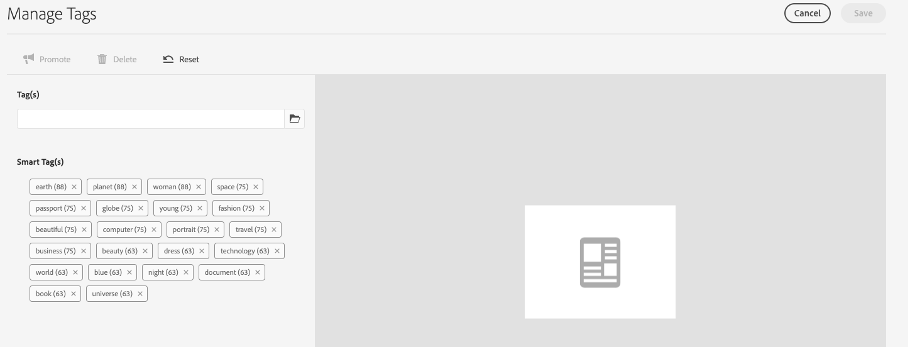 Manage Tags Cancel Save
Promote Delete Reset
Tag(s)
Smart Tag(s)
earth (88) × planet (88) × woman (88) × space (75) ×
passport (75) × globe (75) × young (75) × fashion (75) ×
beautiful (75) × computer (75) × portrait (75) × travel (75) ×
business (75) × beauty (63) × dress (63) × technology (63) ×
world (63) × blue (63) × night (63) × document (63) ×
book (63) × universe (63) ×